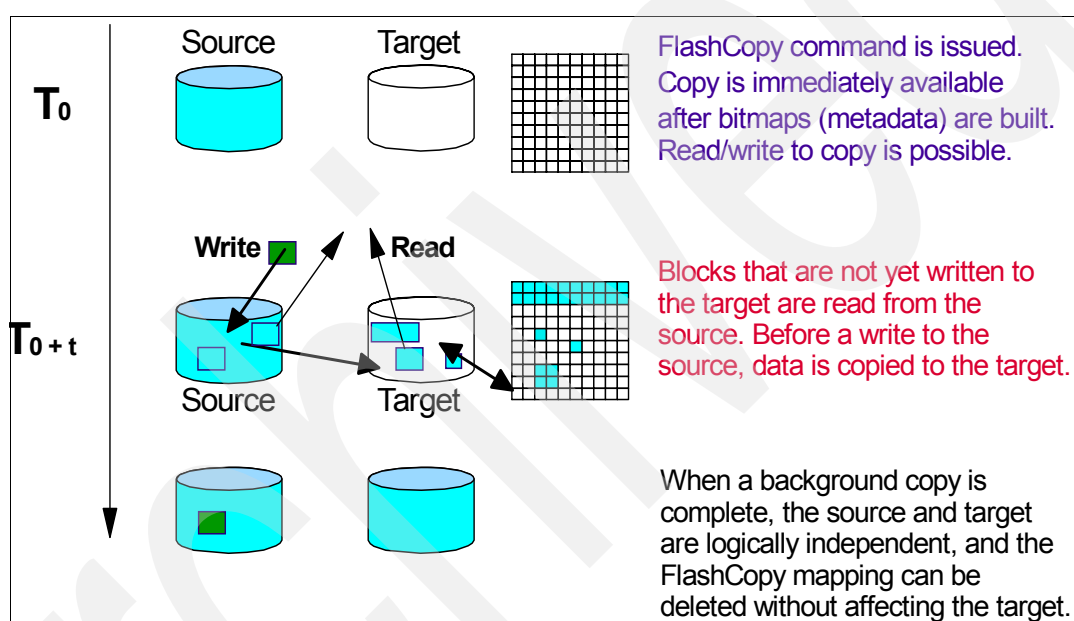 Source
Target
T0
FlashCopy command is issued.
Copy is immediately available
after bitmaps (metadata) are built.
Read/write to copy is possible.
Write
Read
T0 + t
Source
Target
Blocks that are not yet written to
the target are read from the
source. Before a write to the
source, data is copied to the target.
When a background copy is
complete, the source and target
are logically independent, and the
FlashCopy mapping can be
deleted without affecting the target.